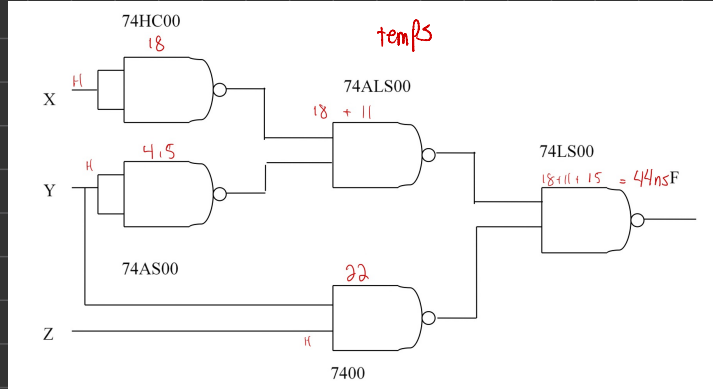 74HC00
18
temps
H
X
74ALS00
18 + 11
H
4,5
74LS00
18+11+ 15 = 44ns F
Y
74AS00
22
Z
H
7400